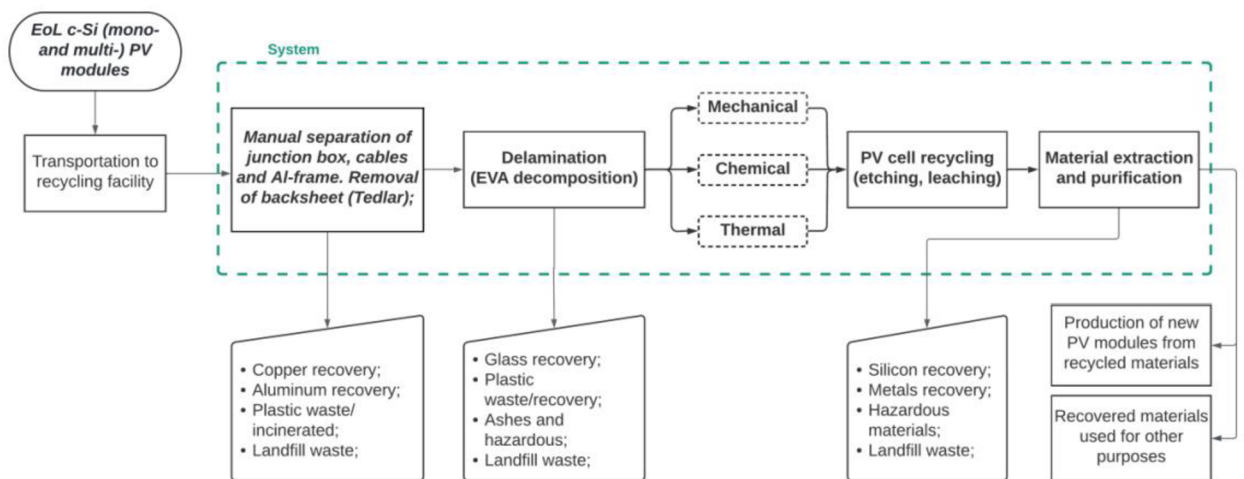 EoL c-Si (mono-
and multi-) PV
modules
System
Transportation to
recycling facility
Manual separation of
junction box, cables
and Al-frame. Removal
of backsheet (Tedlar);
Delamination
(EVA decomposition)
Mechanical
Chemical
Thermal
PV cell recycling
(etching, leaching)
Material extraction
and purification
• Copper recovery;
• Aluminum recovery;
• Plastic waste/
incinerated;
• Landfill waste;
• Glass recovery;
• Plastic
waste/recovery;
• Ashes and
hazardous;
• Landfill waste;
• Silicon recovery;
• Metals recovery;
• Hazardous
materials;
• Landfill waste;
Production of new
PV modules from
recycled materials
Recovered materials
used for other
purposes